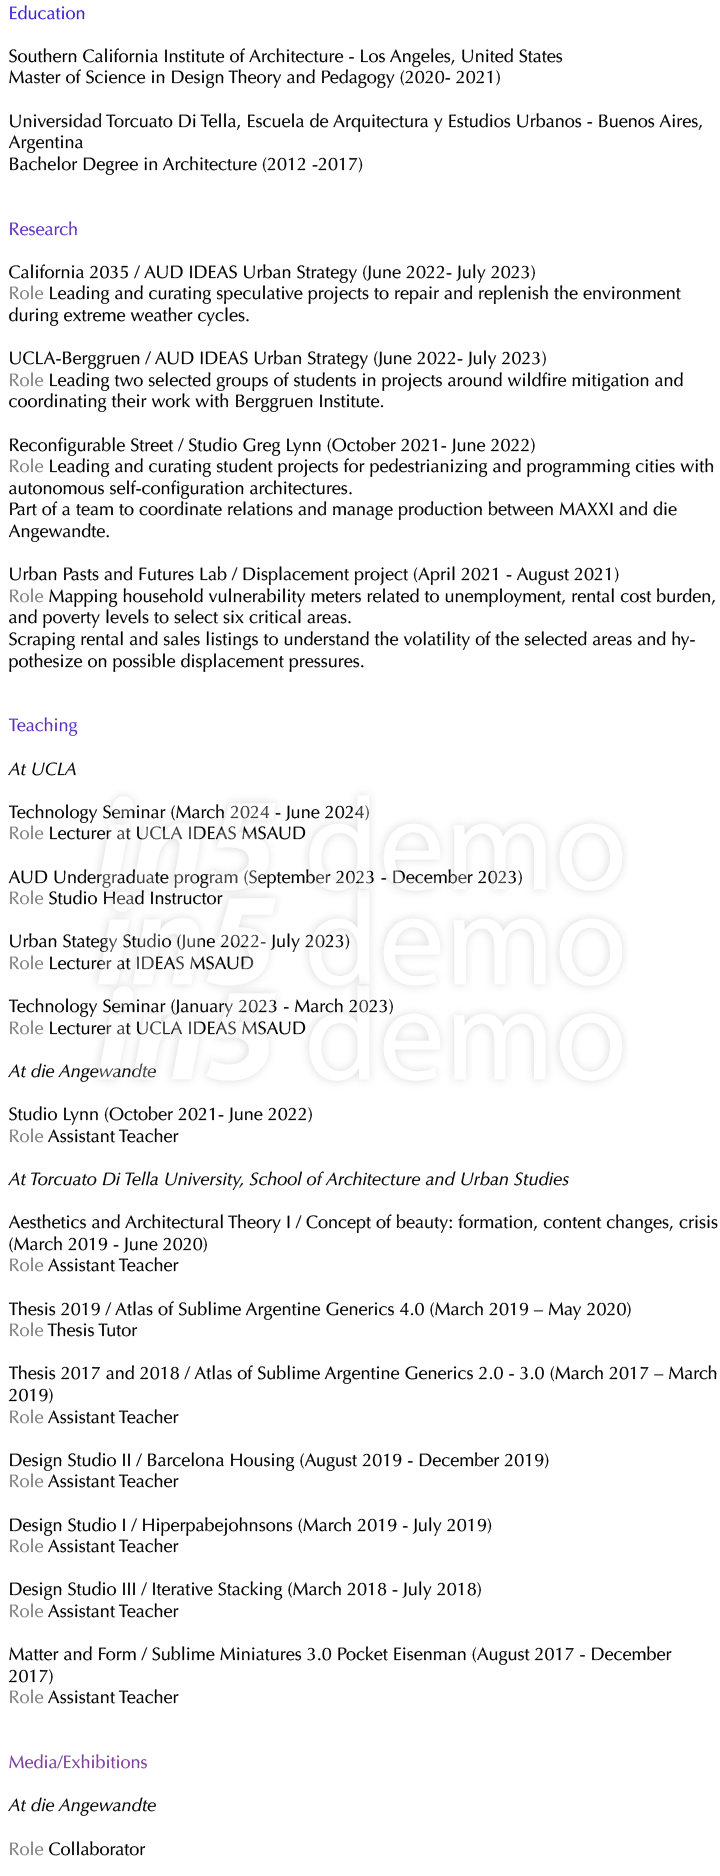 Education
Southern California Institute of Architecture - Los Angeles, United States
Master of Science in Design Theory and Pedagogy (2020- 2021)
Universidad Torcuato Di Tella, Escuela de Arquitectura y Estudios Urbanos - Buenos Aires,
Argentina
Bachelor Degree in Architecture (2012 -2017)
Research
California 2035 / AUD IDEAS Urban Strategy (June 2022- July 2023)
Role Leading and curating speculative projects to repair and replenish the environment
during extreme weather cycles.
UCLA-Berggruen / AUD IDEAS Urban Strategy (June 2022- July 2023)
Role Leading two selected groups of students in projects around wildfire mitigation and
coordinating their work with Berggruen Institute.
Reconfigurable Street / Studio Greg Lynn (October 2021- June 2022)
Role Leading and curating student projects for pedestrianizing and programming cities with
autonomous self-configuration architectures.
Part of a team to coordinate relations and manage production between MAXXI and die
Angewandte.
Urban Pasts and Futures Lab / Displacement project (April 2021 - August 2021)
Role Mapping household vulnerability meters related to unemployment, rental cost burden,
and poverty levels to select six critical areas.
Scraping rental and sales listings to understand the volatility of the selected areas and hy-
pothesize on possible displacement pressures.
Teaching
At UCLA
Technology Seminar (March 2024 - June 2024)
Role Lecturer at UCLA IDEAS MSAUD
in5 demo
AUD Undergraduate program (September 2023 - December 2023)
Role Studio Head Instructor
in5 demo
Urban Stategy Studio (June 2022- July 2023)
Role Lecturer at IDEAS MSAUD
Technology Seminar (January 2023 - March 2023)
Role Lecturer at UCLA IDEAS MSAUD
in5 demo
At die Angewandte
Studio Lynn (October 2021- June 2022)
Role Assistant Teacher
At Torcuato Di Tella University, School of Architecture and Urban Studies
Aesthetics and Architectural Theory I / Concept of beauty: formation, content changes, crisis
(March 2019 - June 2020)
Role Assistant Teacher
Thesis 2019 / Atlas of Sublime Argentine Generics 4.0 (March 2019 – May 2020)
Role Thesis Tutor
Thesis 2017 and 2018 / Atlas of Sublime Argentine Generics 2.0 - 3.0 (March 2017 – March
2019)
Role Assistant Teacher
Design Studio II / Barcelona Housing (August 2019 - December 2019)
Role Assistant Teacher
Design Studio I / Hiperpabejohnsons (March 2019 - July 2019)
Role Assistant Teacher
Design Studio III / Iterative Stacking (March 2018 - July 2018)
Role Assistant Teacher
Matter and Form / Sublime Miniatures 3.0 Pocket Eisenman (August 2017 - December
2017)
Role Assistant Teacher
Media/Exhibitions
At die Angewandte
Role Collaborator